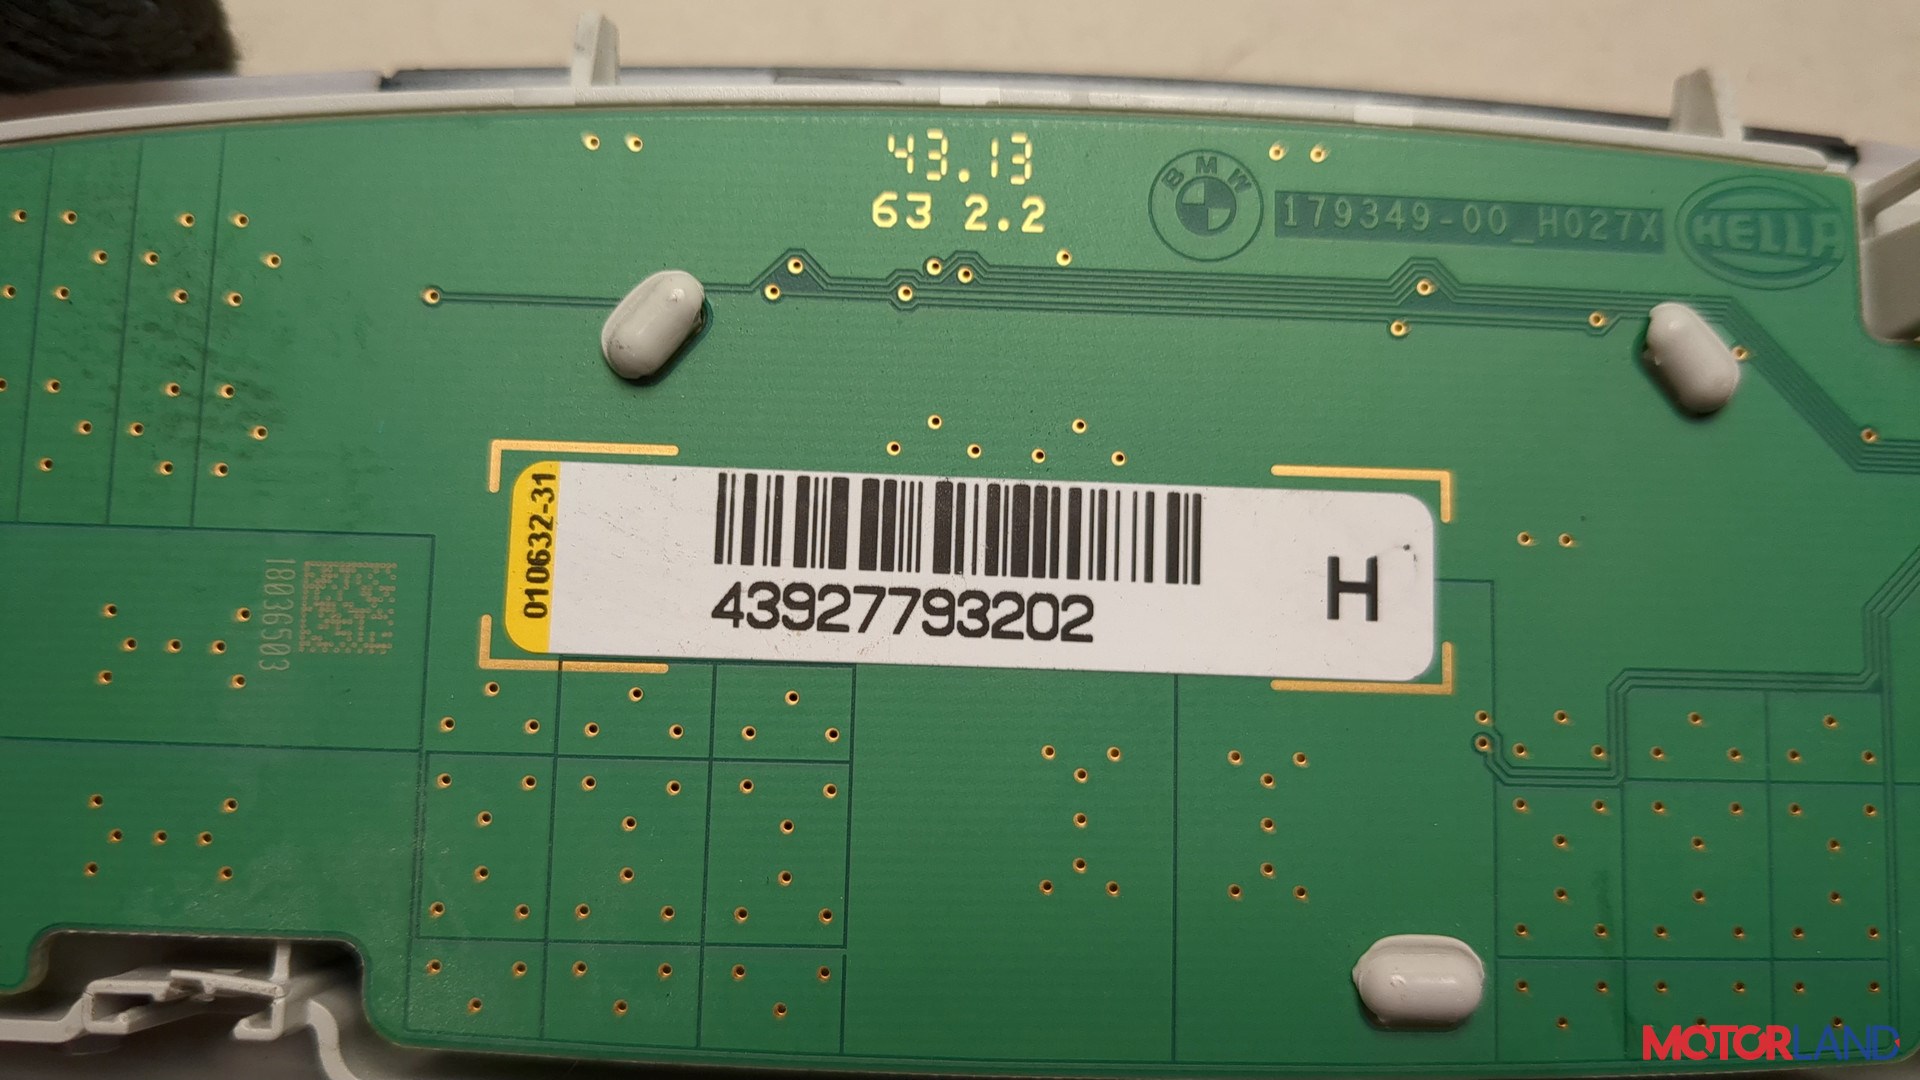 43.13
63 2.2
BMW
179349-00_H027X
HELLA
010632-31
43927793202
H
18036503
MOTORLAND